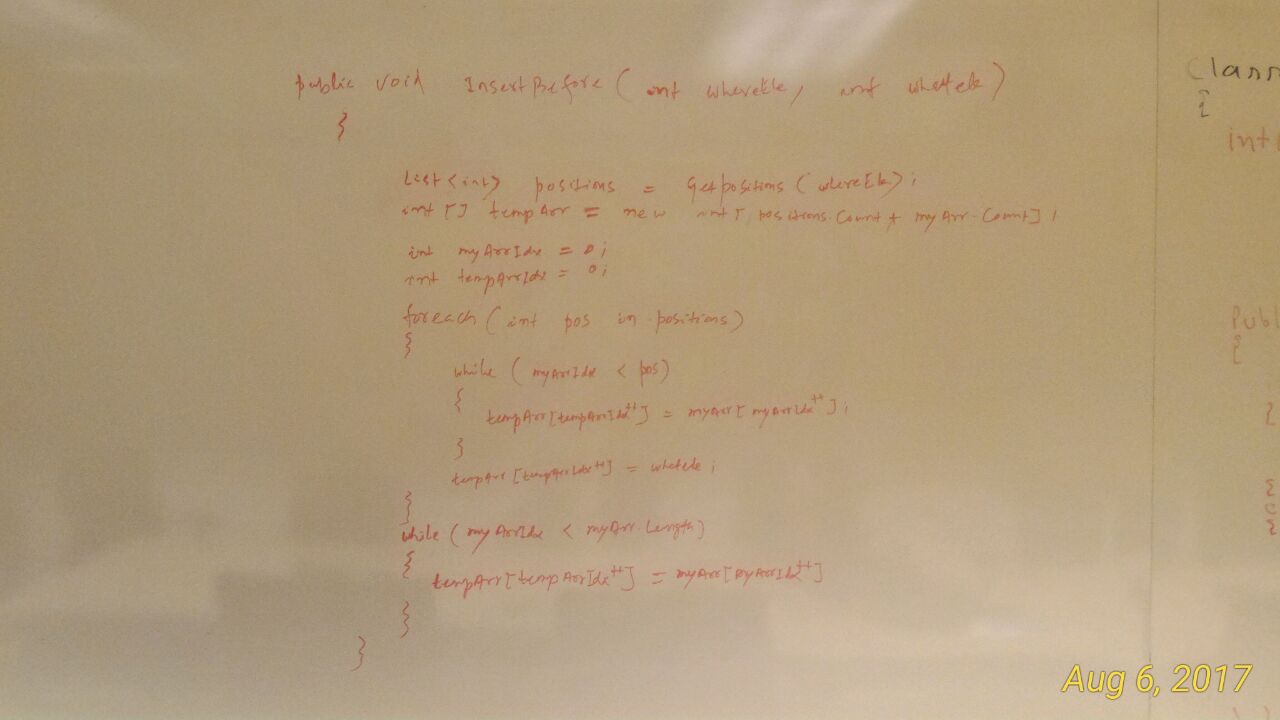 public void InsertBefore( int whereEle, int whatele)
{
List<int> positions = Getpositions(whereEle);
int[] tempArr = new int[positions.Count + myArr.Count];
int myArrIdx = 0;
int tempArrIdx = 0;
foreach(int pos in positions)
{
while (myArrIdx < pos)
{
tempArr[tempArrIdx++] = myArr[myArrIdx++];
}
tempArr[tempArrIdx++] = whatele;
}
while(myArrIdx < myArr.Length)
{
tempArr[tempArrIdx++] = myArr[myArrIdx++]
}
}
Class
{
int
Publ
{
{
{
{
Aug 6, 2017